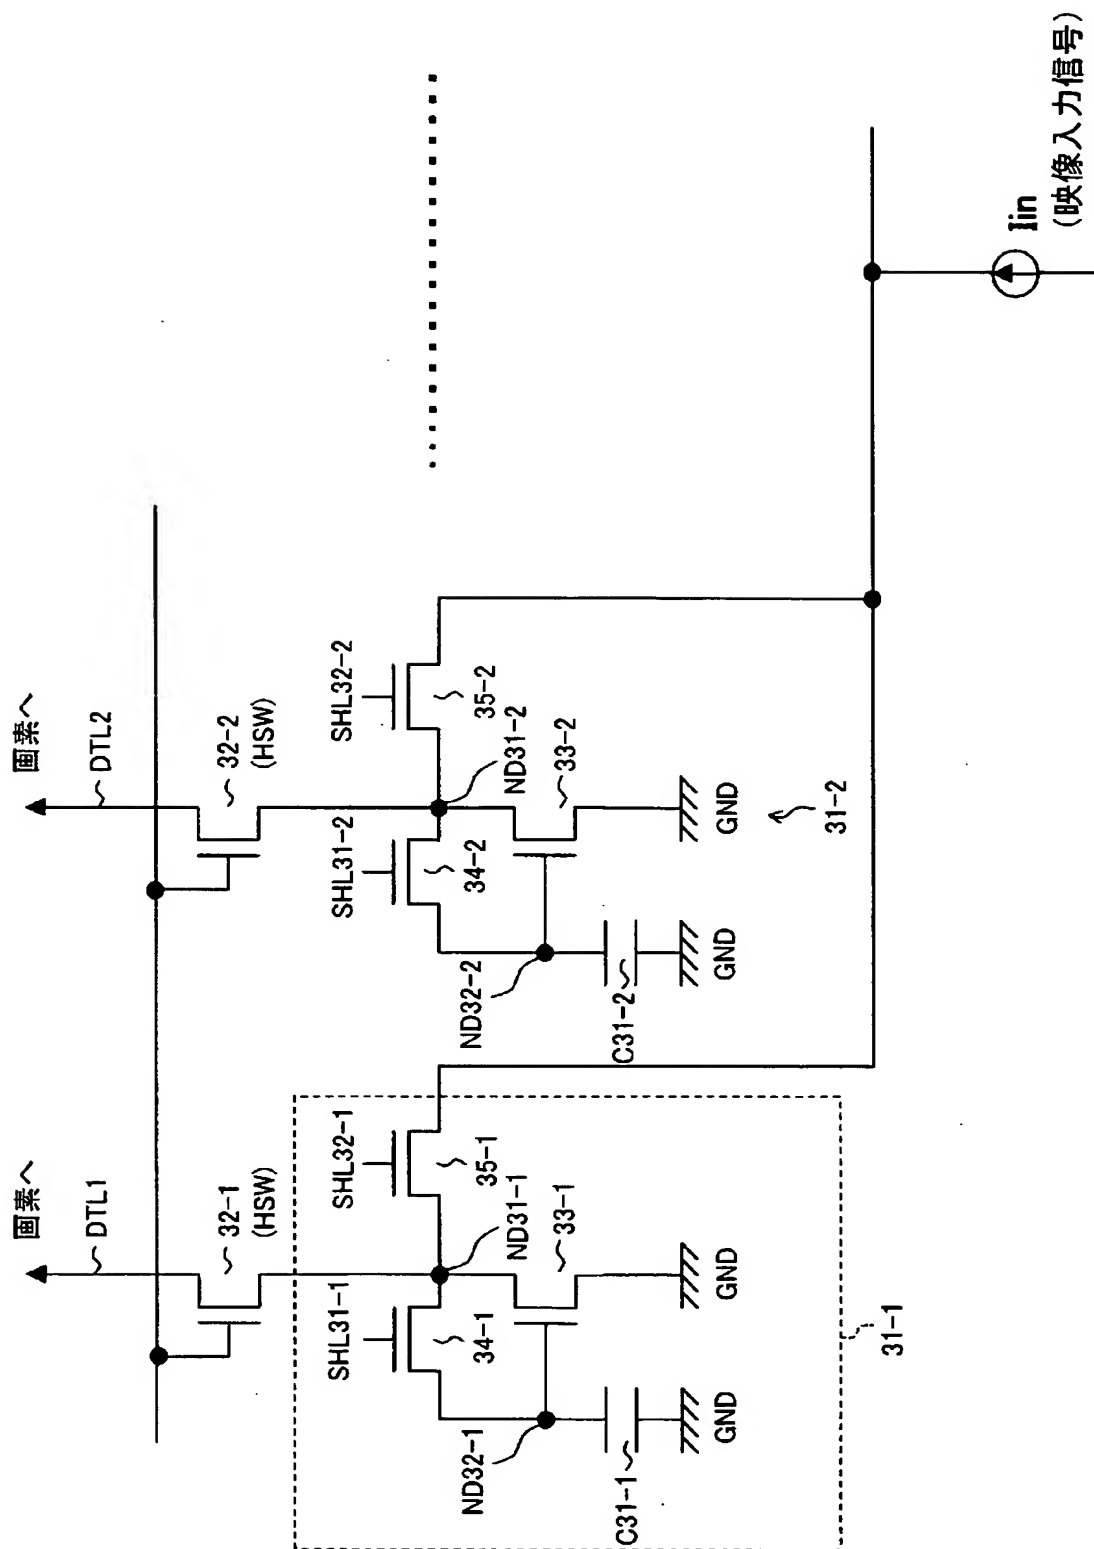 画素へ
DTL1
32-1
(HSW)
SHL31-1
SHL32-1
34-1
35-1
ND31-1
33-1
ND32-1
C31-1
GND
GND
31-1
画素へ
DTL2
32-2
(HSW)
SHL31-2
SHL32-2
34-2
35-2
ND31-2
33-2
ND32-2
C31-2
GND
GND
31-2
Iin
(映像入力信号)